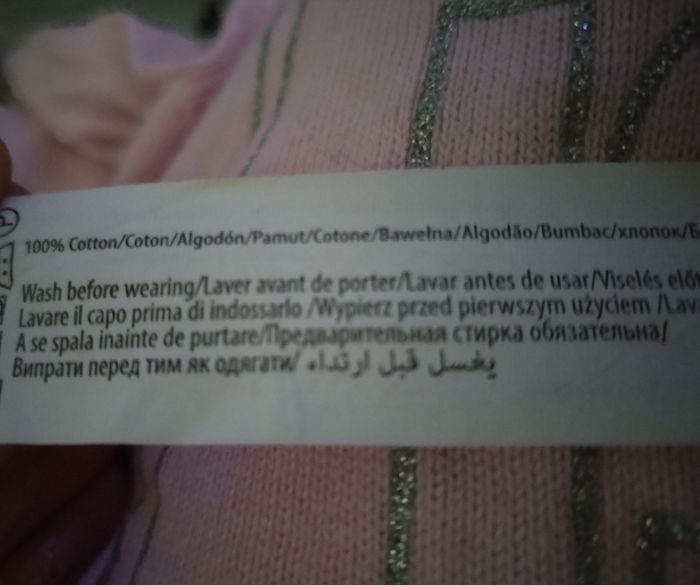 100% Cotton/Coton/Algodón/Pamut/Cotone/Bawełna/Algodão/Bumbac/хлопок/Б
Wash before wearing/Laver avant de porter/Lavar antes de usar/Viselés elő
Lavare il capo prima di indossarlo /Wypierz przed pierwszym użyciem /Lav
A se spala inainte de purtare/Предварительная стирка обязательна/
Випрати перед тим як одягати/ يغسل قبل ارتداء.